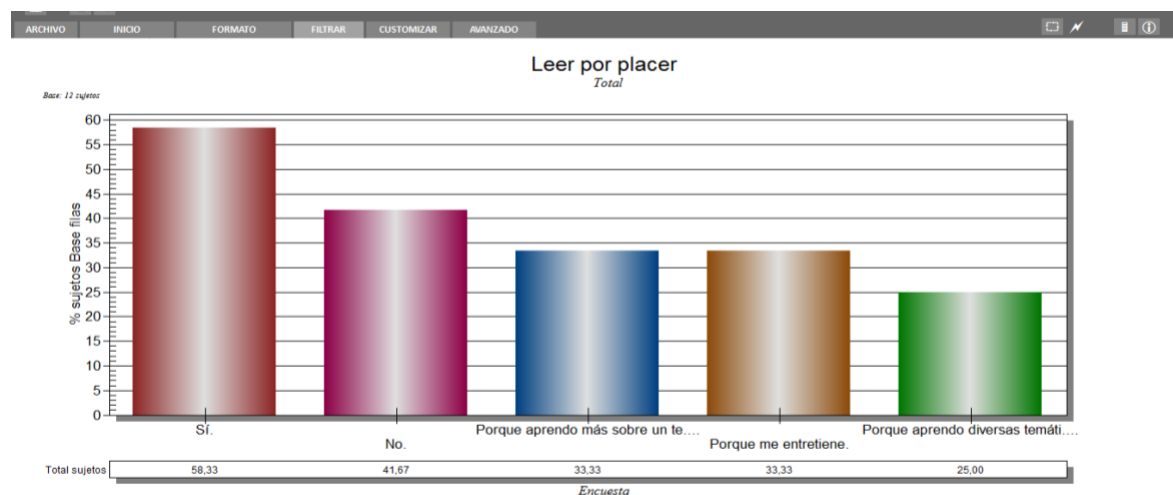 ARCHIVO INICIO FORMATO FILTRAR CUSTOMIZAR AVANZADO
Leer por placer
Total
Base: 12 sujetos
% sujetos Base filas
60
55
50
45
40
35
30
25
20
15
10
5
0
Sí. No. Porque aprendo más sobre un te.... Porque me entretiene. Porque aprendo diversas temáti....
Total sujetos 58,33 41,67 33,33 33,33 25,00
Encuesta